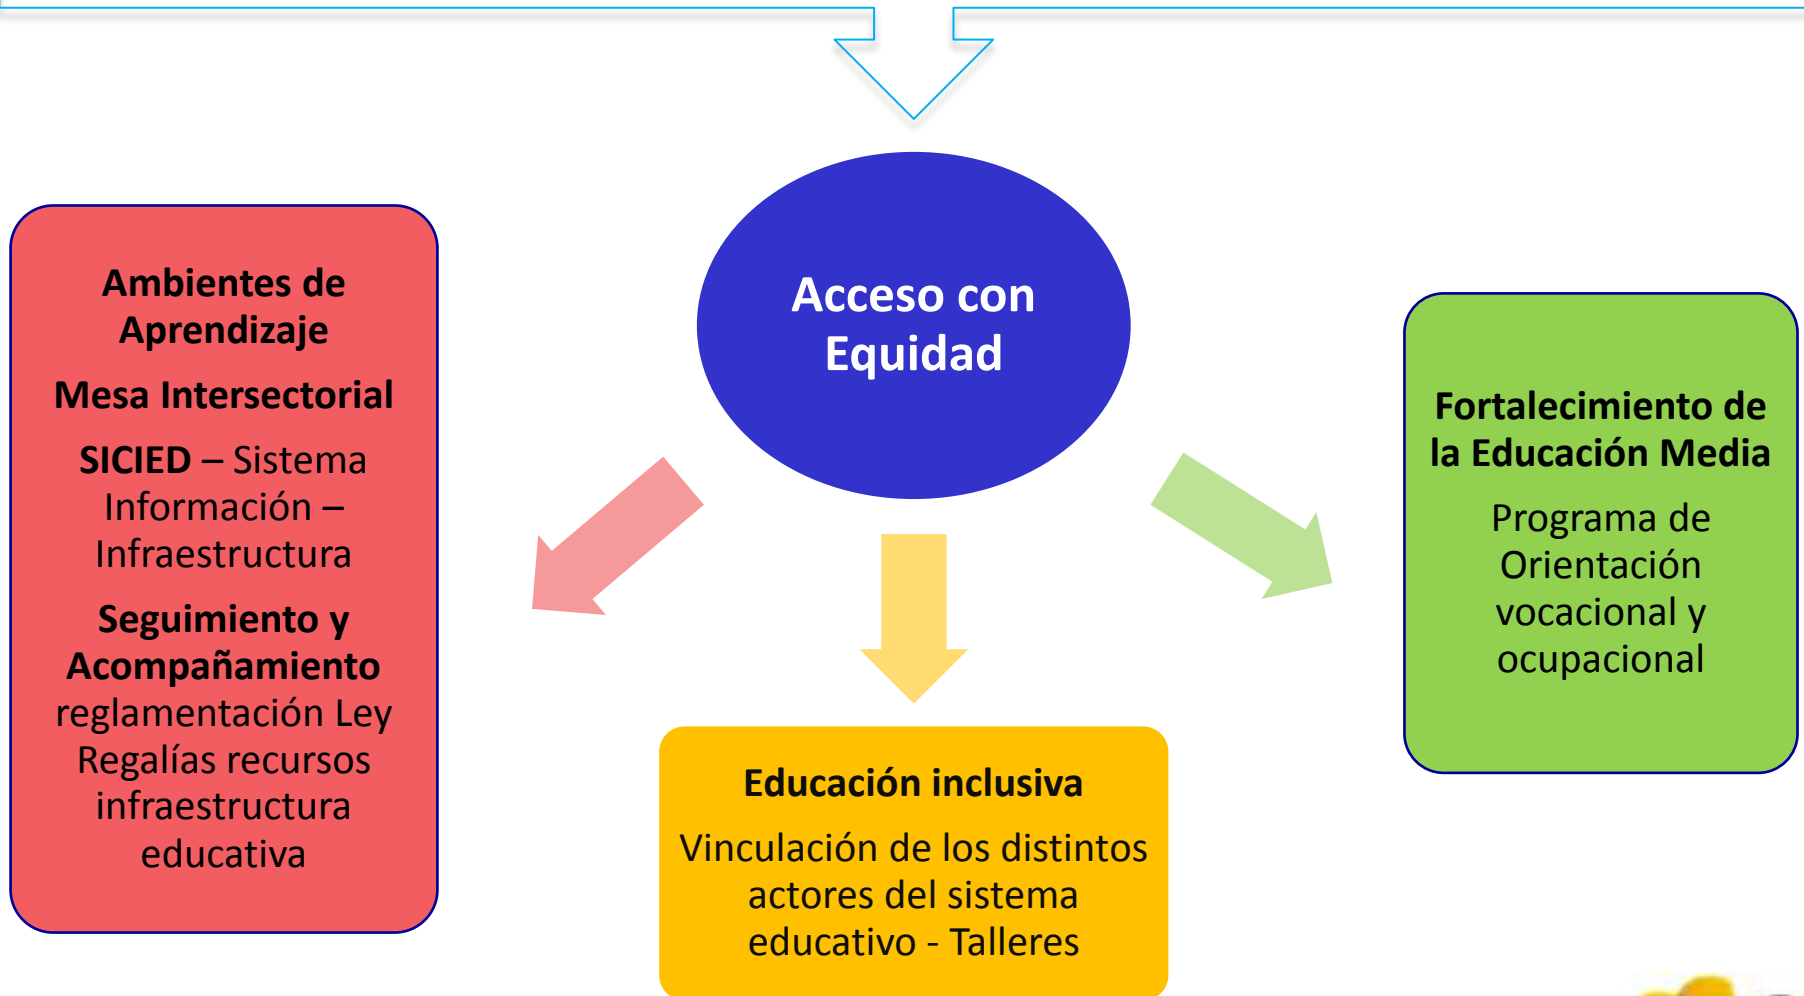 Acceso con
Equidad
Ambientes de
Aprendizaje
Mesa Intersectorial
SICIED – Sistema
Información –
Infraestructura
Seguimiento y
Acompañamiento
reglamentación Ley
Regalías recursos
infraestructura
educativa
Educación inclusiva
Vinculación de los distintos
actores del sistema
educativo - Talleres
Fortalecimiento de
la Educación Media
Programa de
Orientación
vocacional y
ocupacional